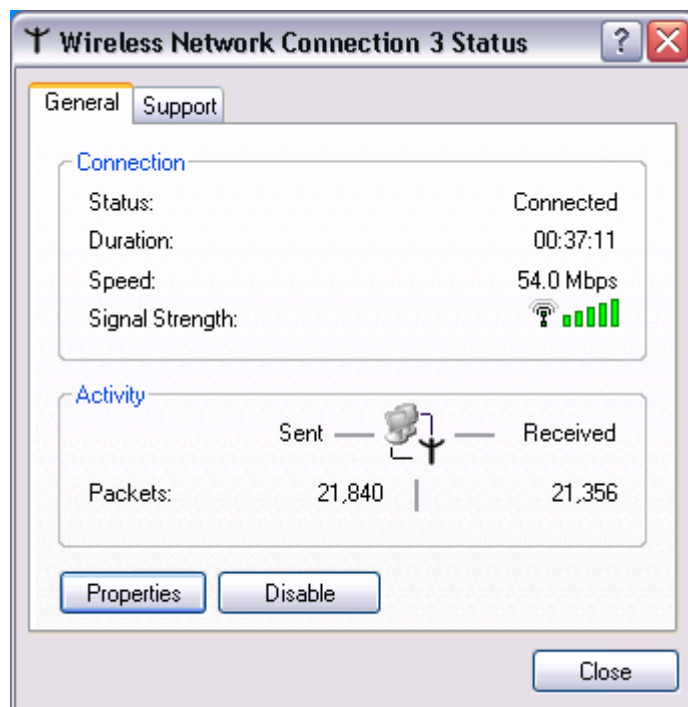 Wireless Network Connection 3 Status
General Support
Connection
Status: Connected
Duration: 00:37:11
Speed: 54.0 Mbps
Signal Strength:
Activity
Sent Received
Packets: 21,840 21,356
Properties Disable
Close